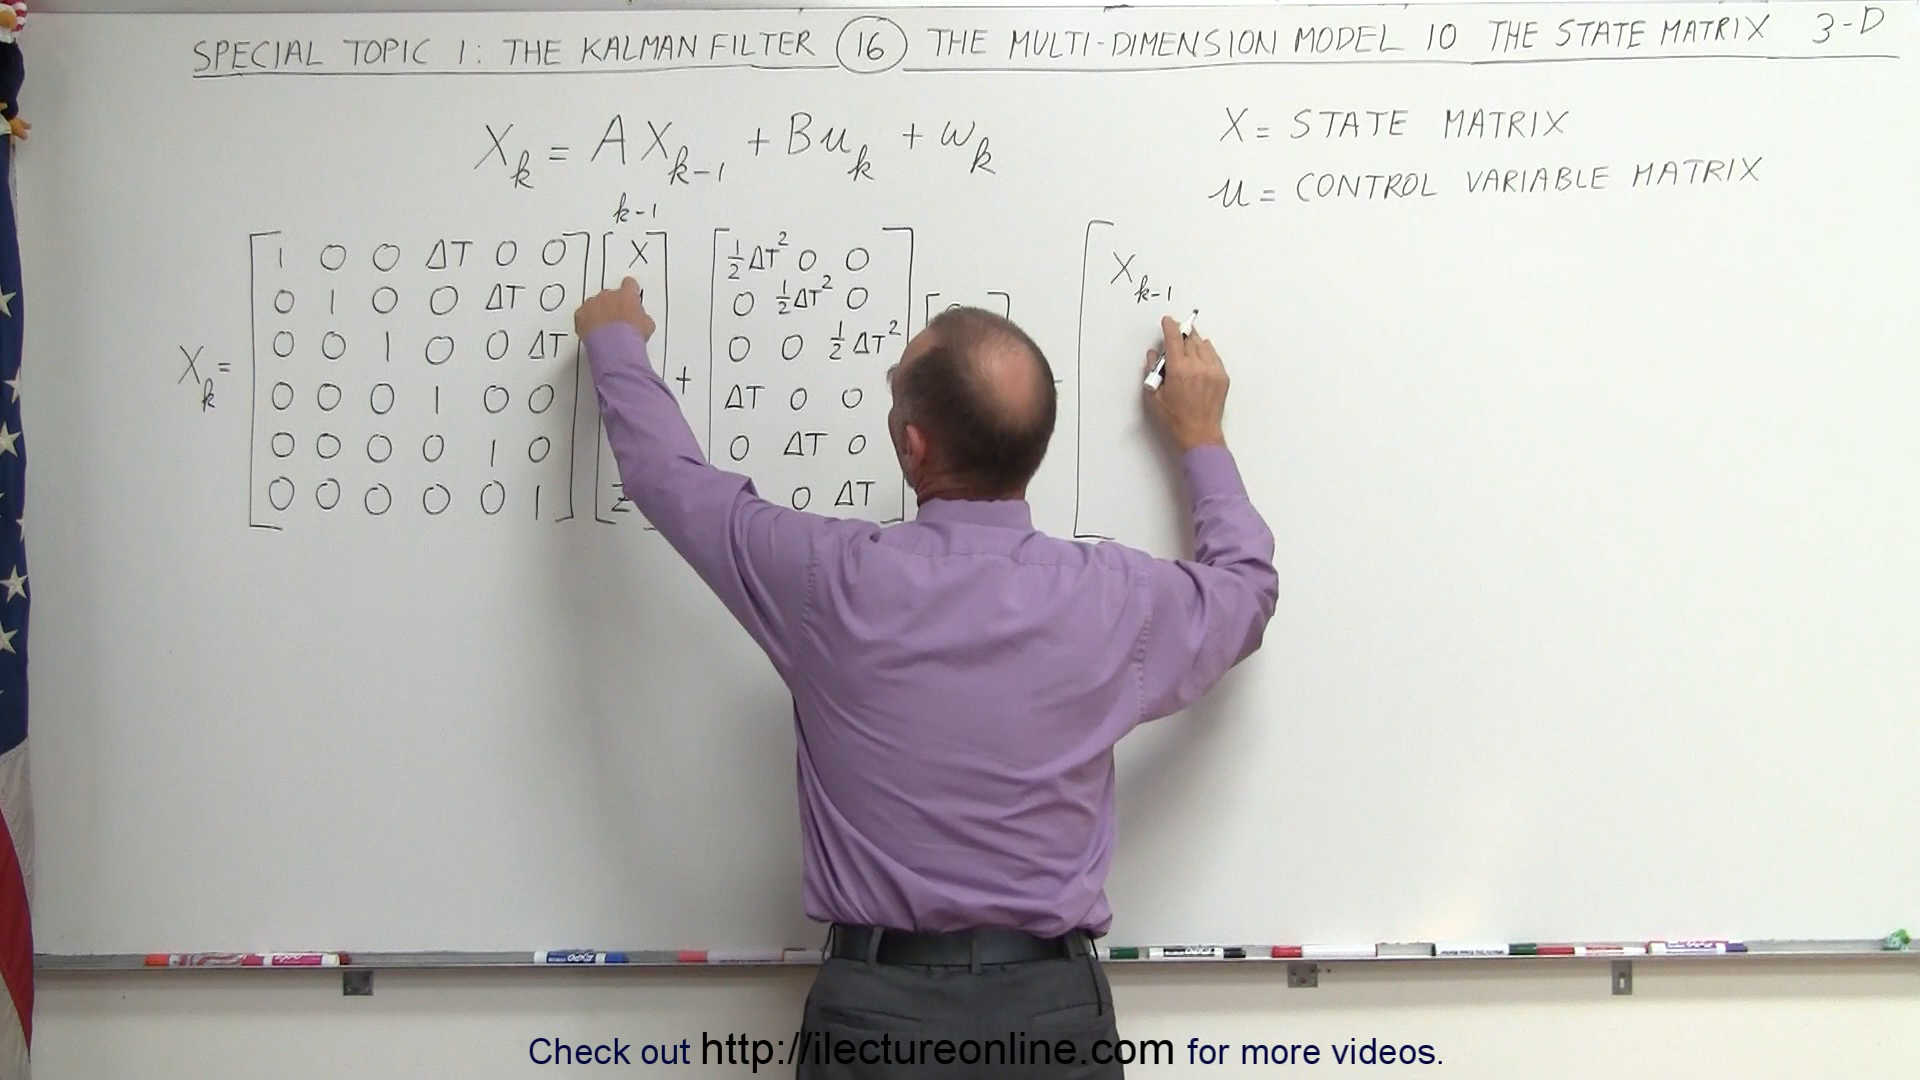 SPECIAL TOPIC 1: THE KALMAN FILTER 16 THE MULTI-DIMENSION MODEL 10 THE STATE MATRIX 3-D
X_k = A X_{k-1} + B u_k + w_k
X = STATE MATRIX
u = CONTROL VARIABLE MATRIX
k-1
X_k =
1 0 0 ΔT 0 0
0 1 0 0 ΔT 0
0 0 1 0 0 ΔT
0 0 0 1 0 0
0 0 0 0 1 0
0 0 0 0 0 1
X
+
½ΔT² 0 0
0 ½ΔT² 0
0 0 ½ΔT²
ΔT 0 0
0 ΔT 0
0 ΔT
X_{k-1}
Check out http://ilectureonline.com for more videos.